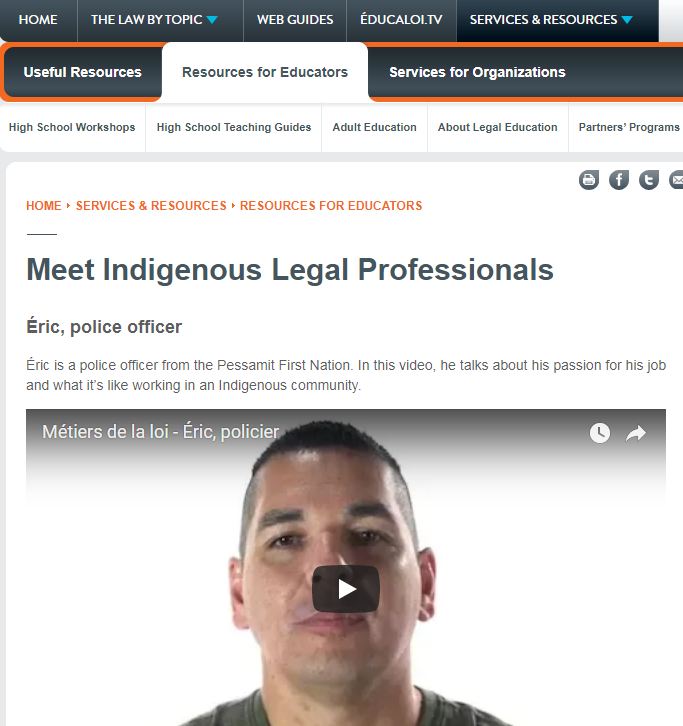 HOME THE LAW BY TOPIC WEB GUIDES ÉDUCALOI.TV SERVICES & RESOURCES
Useful Resources Resources for Educators Services for Organizations
High School Workshops High School Teaching Guides Adult Education About Legal Education Partners’ Programs
HOME SERVICES & RESOURCES RESOURCES FOR EDUCATORS
Meet Indigenous Legal Professionals
Éric, police officer
Éric is a police officer from the Pessamit First Nation. In this video, he talks about his passion for his job
and what it’s like working in an Indigenous community.
Métiers de la loi - Éric, policier